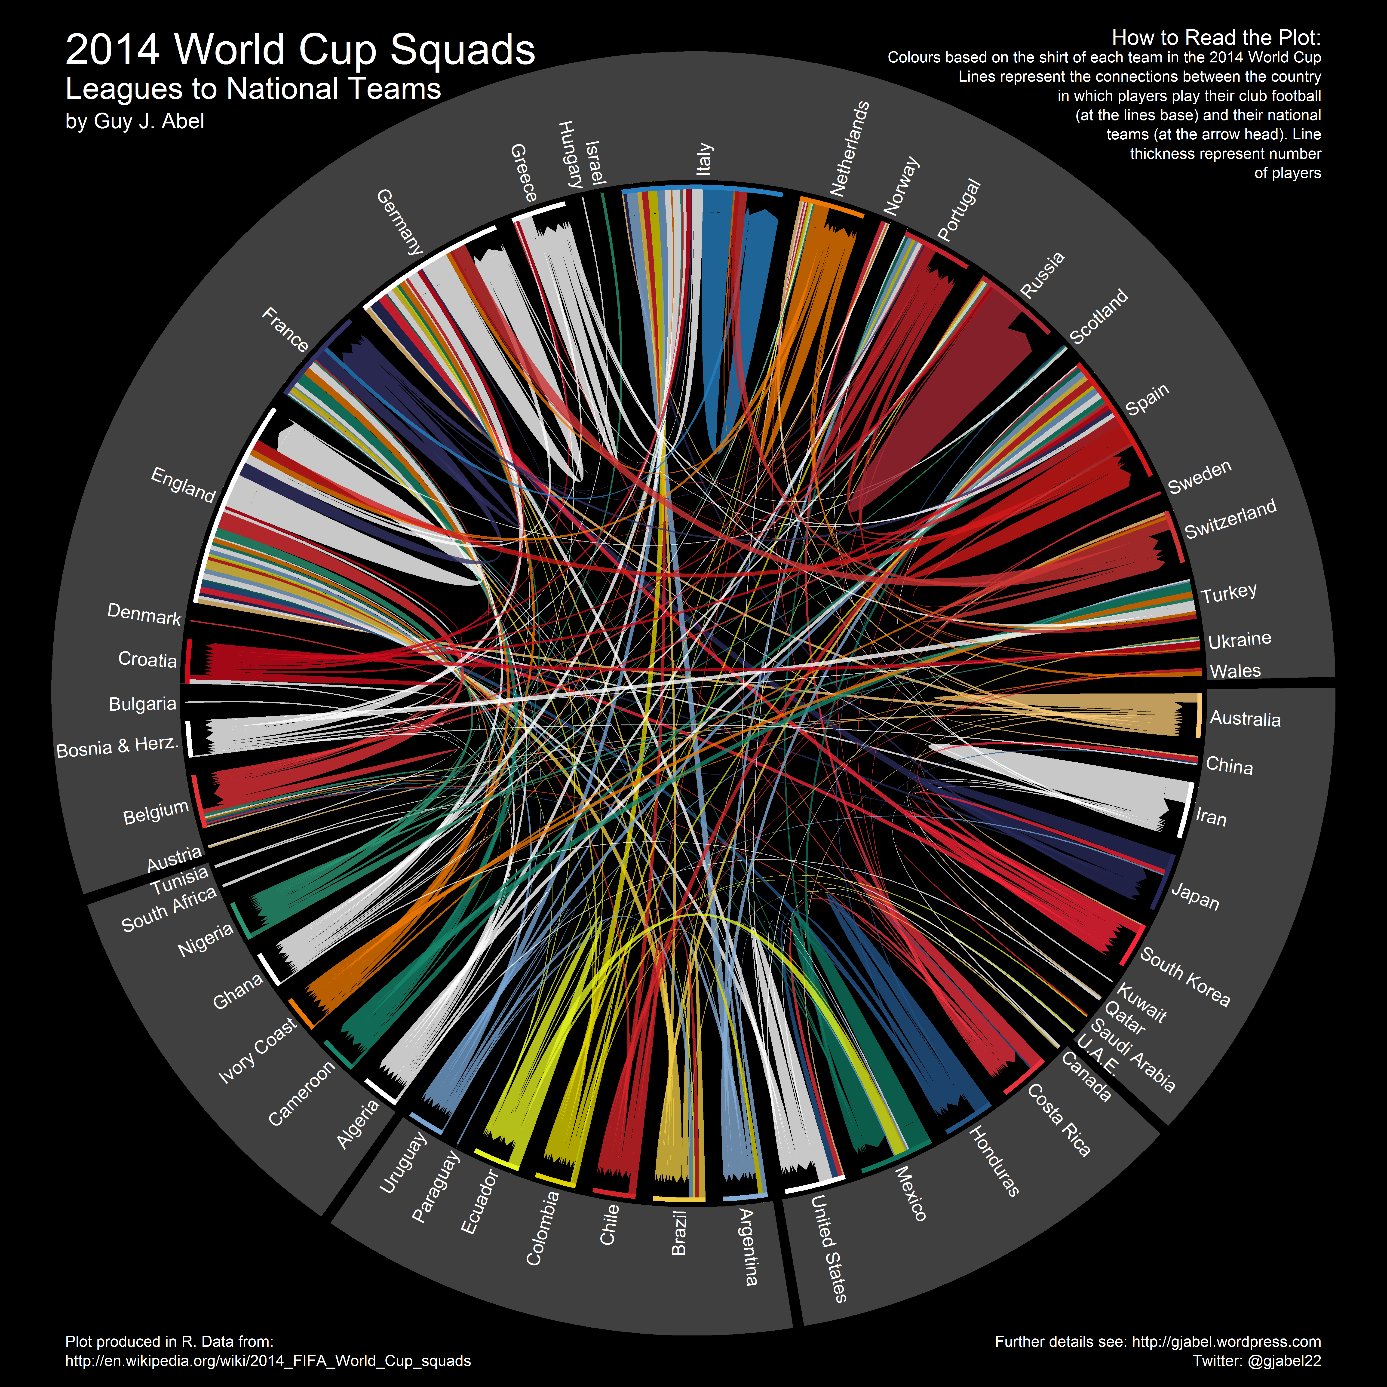 2014 World Cup Squads
Leagues to National Teams
by Guy J. Abel
How to Read the Plot:
Colours based on the shirt of each team in the 2014 World Cup
Lines represent the connections between the country
in which players play their club football
(at the lines base) and their national
teams (at the arrow head). Line
thickness represent number
of players
Italy
Netherlands
Norway
Portugal
Russia
Scotland
Spain
Sweden
Switzerland
Turkey
Ukraine
Wales
Australia
China
Iran
Japan
South Korea
Kuwait
Qatar
Saudi Arabia
U.A.E.
Canada
Costa Rica
Honduras
Mexico
United States
Argentina
Brazil
Chile
Colombia
Ecuador
Paraguay
Uruguay
Algeria
Cameroon
Ivory Coast
Ghana
Nigeria
South Africa
Tunisia
Austria
Belgium
Bosnia & Herz.
Bulgaria
Croatia
Denmark
England
France
Germany
Greece
Hungary
Israel
Plot produced in R. Data from:
http://en.wikipedia.org/wiki/2014_FIFA_World_Cup_squads
Further details see: http://gjabel.wordpress.com
Twitter: @gjabel22